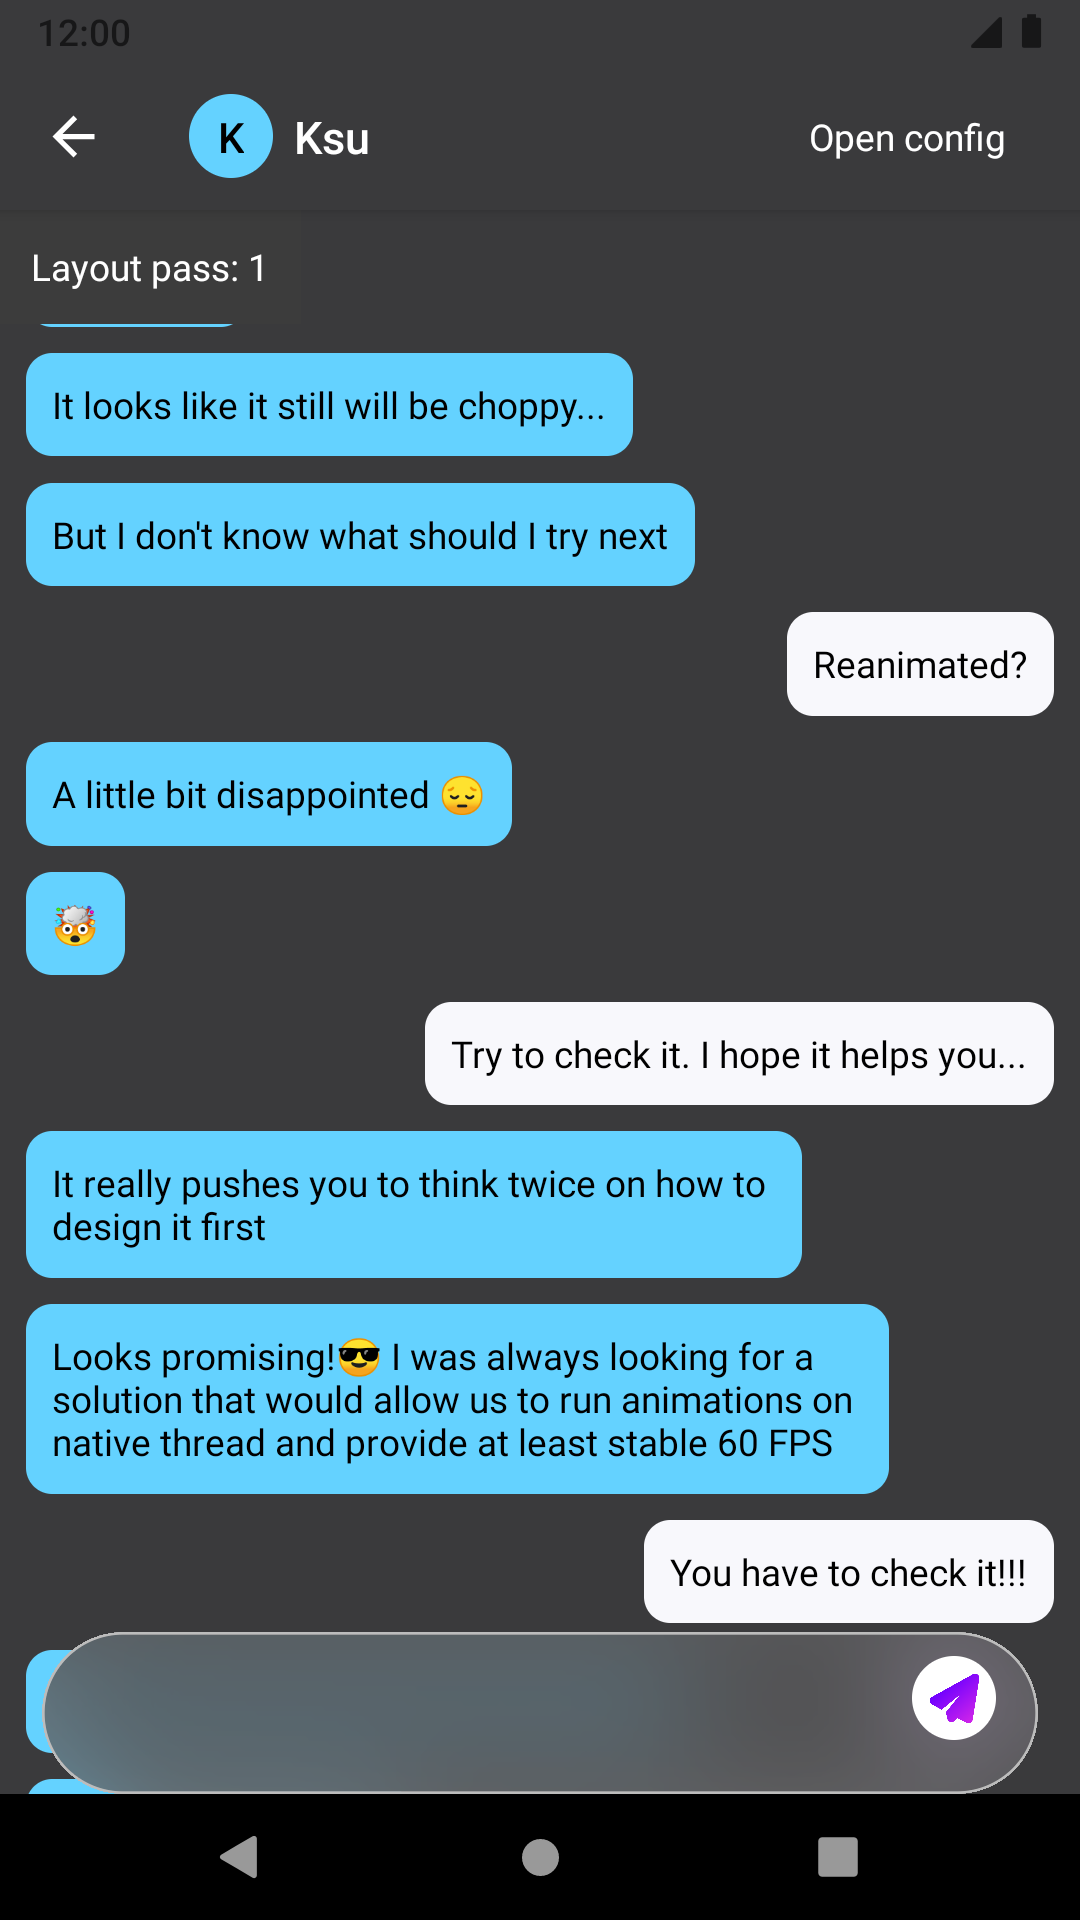 12:00
K
Ksu
Open config
Layout pass: 1
It looks like it still will be choppy...
But I don't know what should I try next
Reanimated?
A little bit disappointed 😔
🤯
Try to check it. I hope it helps you...
It really pushes you to think twice on how to
design it first
Looks promising!😎 I was always looking for a
solution that would allow us to run animations on
native thread and provide at least stable 60 FPS
You have to check it!!!